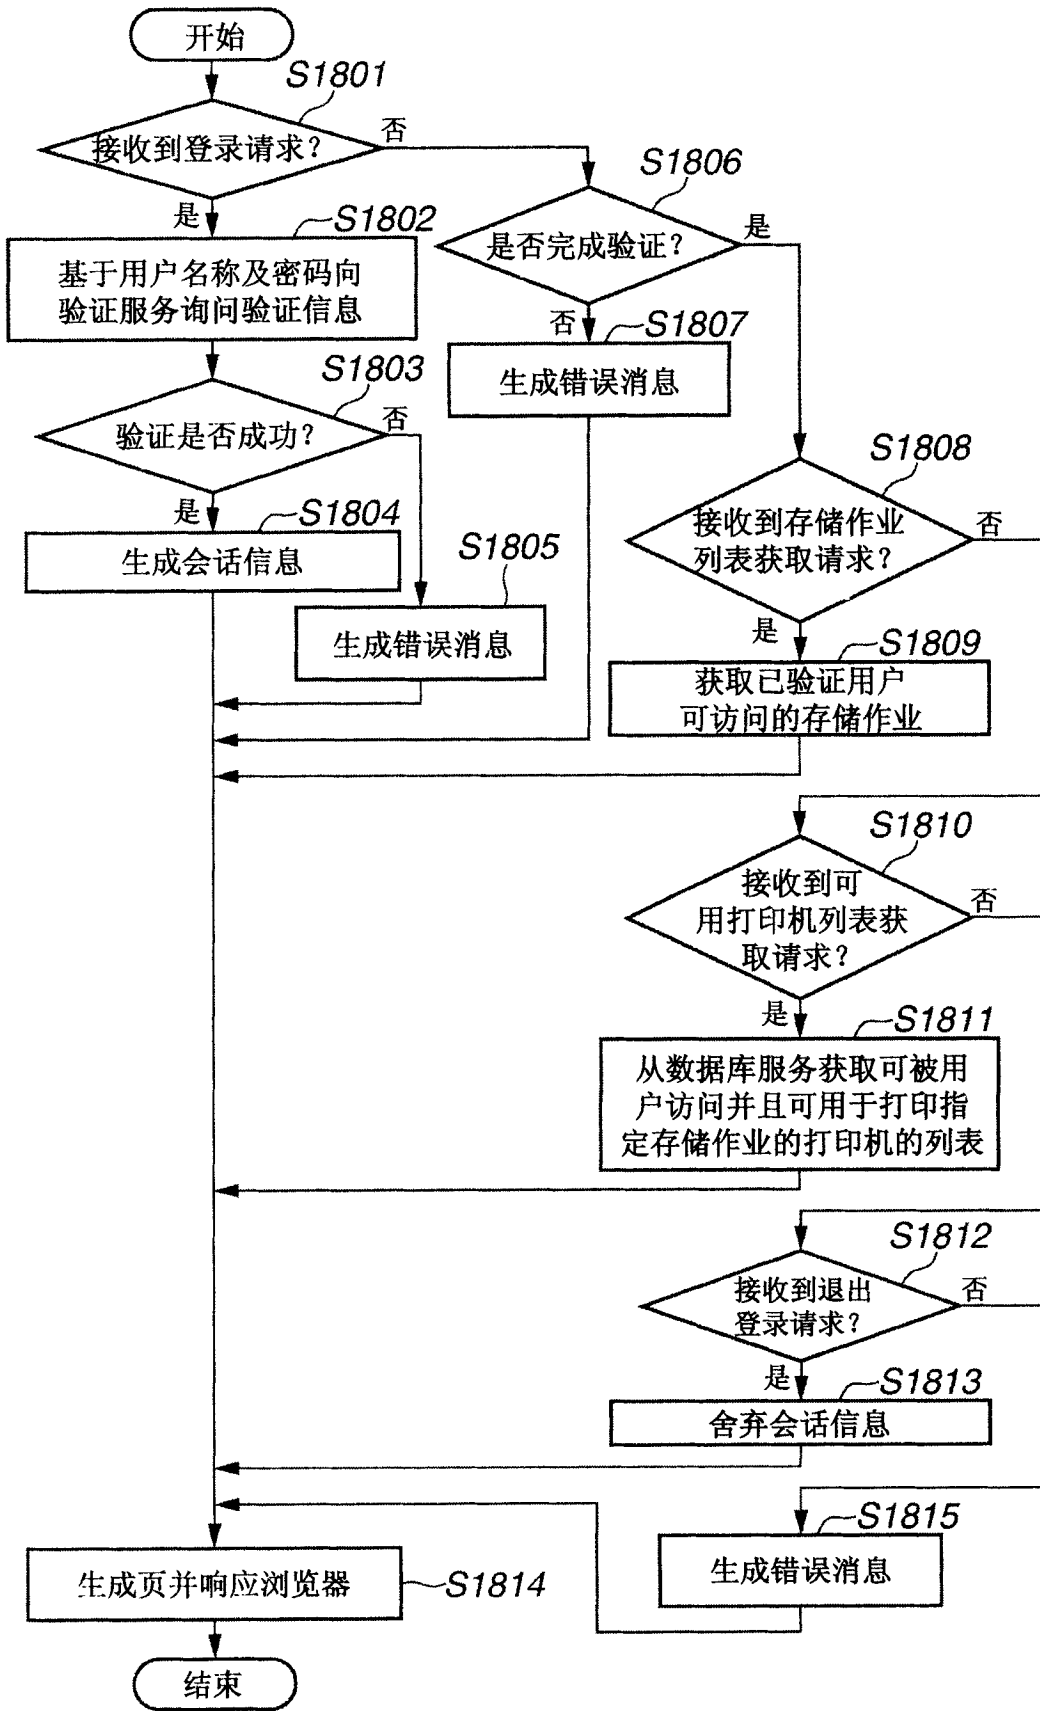 开始
S1801
接收到登录请求?
否
是
S1802
基于用户名称及密码向
验证服务询问验证信息
S1803
验证是否成功?
否
是
S1804
生成会话信息
S1805
生成错误消息
S1806
是否完成验证?
是
否
S1807
生成错误消息
S1808
接收到存储作业
列表获取请求?
否
是
S1809
获取已验证用户
可访问的存储作业
S1810
接收到可
用打印机列表获
取请求?
否
是
S1811
从数据库服务获取可被用
户访问并且可用于打印指
定存储作业的打印机的列表
S1812
接收到退出
登录请求?
否
是
S1813
舍弃会话信息
S1815
生成错误消息
生成页并响应浏览器
S1814
结束